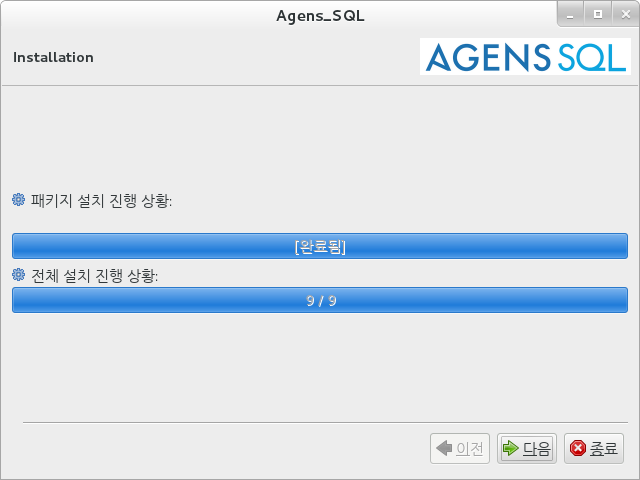 Agens_SQL
Installation
AGENS SQL
패키지 설치 진행 상황:
[완료됨]
전체 설치 진행 상황:
9 / 9
이전 다음 종료